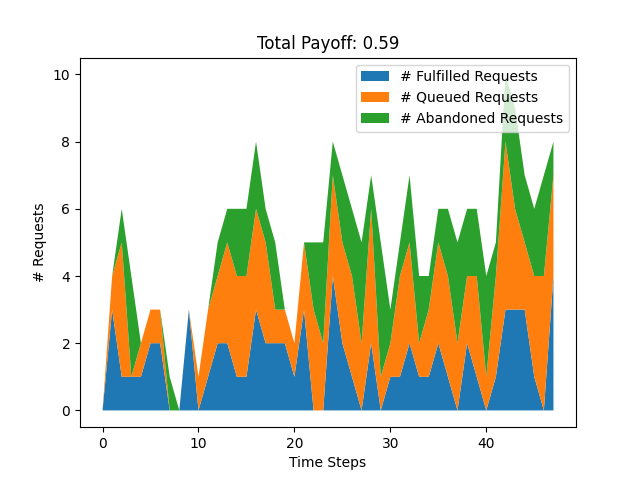 Total Payoff: 0.59
# Fulfilled Requests
# Queued Requests
# Abandoned Requests
10
8
6
4
2
0
# Requests
0 10 20 30 40
Time Steps